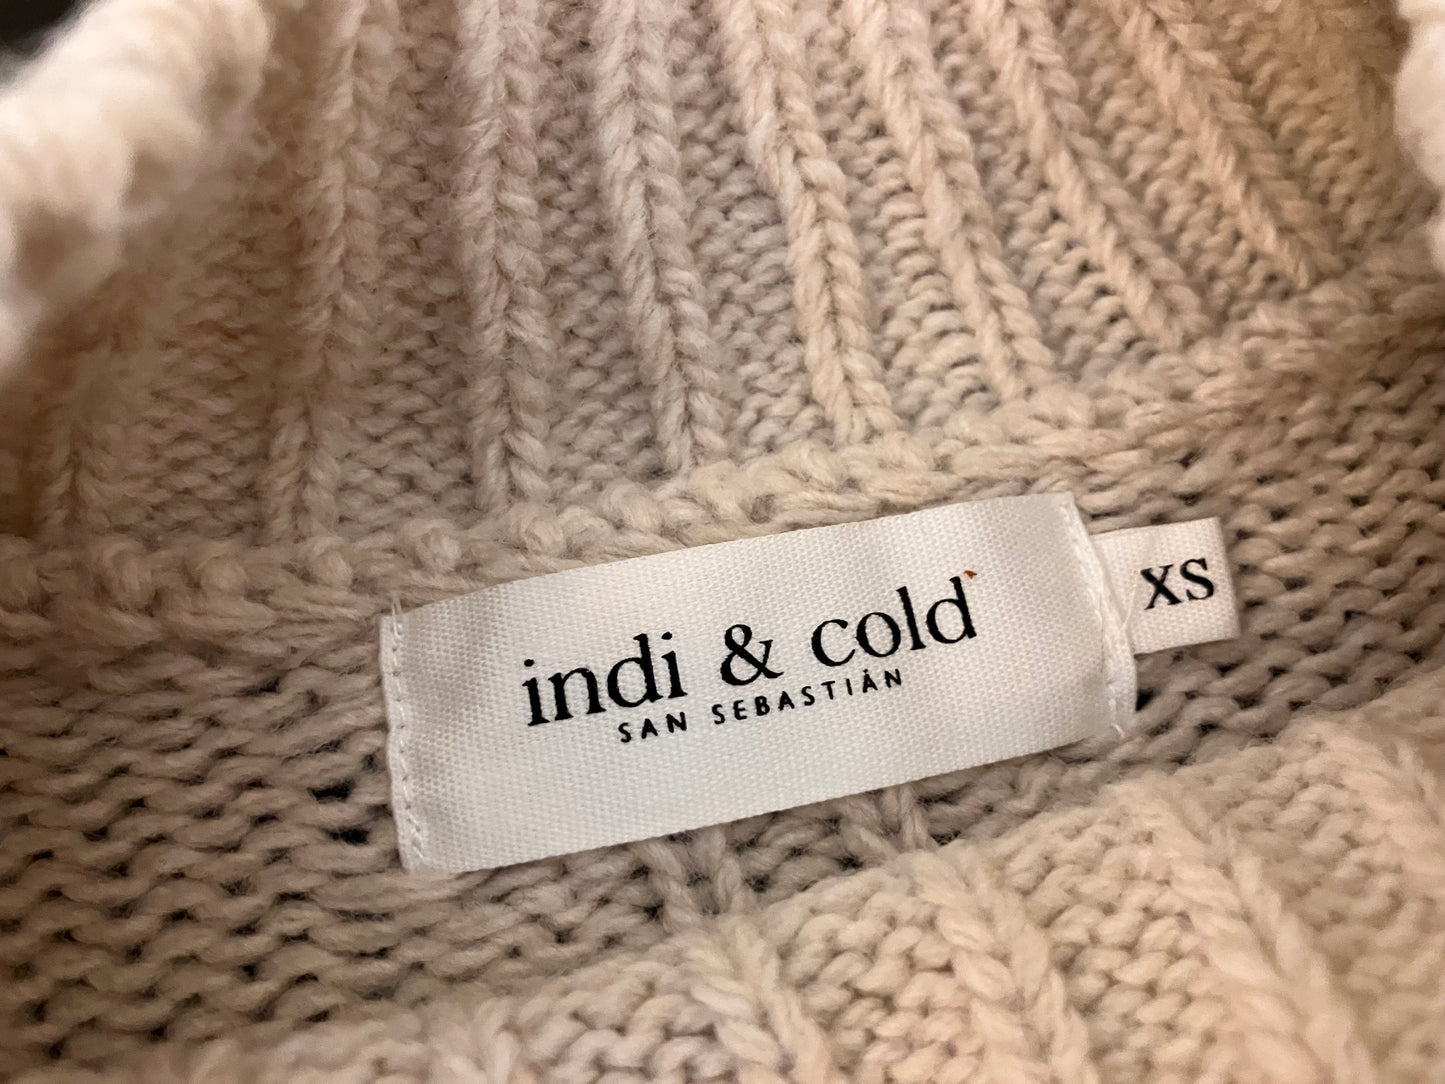 indi & cold
SAN SEBASTIÁN
XS